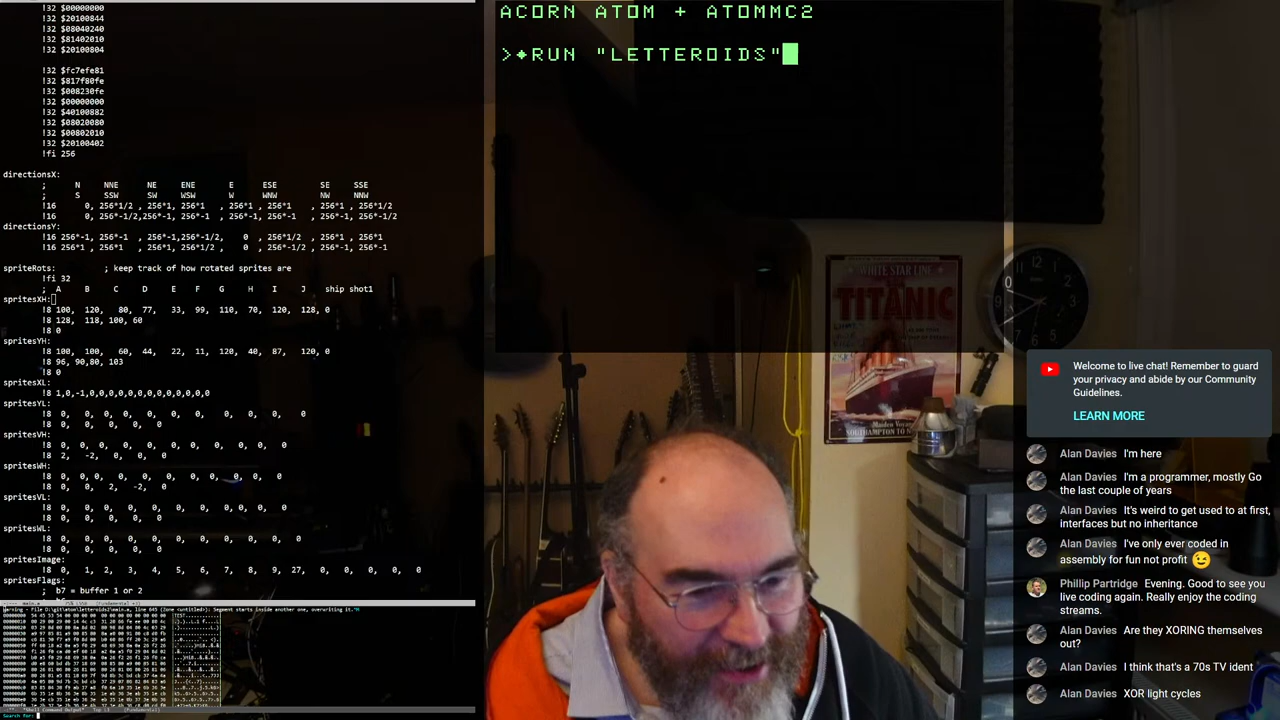 !32 $00000000
!32 $20100844
!32 $08040240
!32 $81402010
!32 $20100804
!32 $fc7efe81
!32 $817f80fe
!32 $008230fe
!32 $00000000
!32 $40100882
!32 $08020080
!32 $00802010
!32 $20100402
!fi 256
directionsX:
; N NNE NE ENE E ESE SE SSE
; S SSW SW WSW W WNW NW NNW
!16 0, 256*1/2 , 256*1, 256*1 , 256*1 , 256*1 , 256*1, 256*1/2
!16 0, 256*-1/2,256*-1, 256*-1 , 256*-1, 256*-1 , 256*-1, 256*-1/2
directionsY:
!16 256*-1, 256*-1 , 256*-1,256*-1/2, 0 , 256*1/2 , 256*1 , 256*1
!16 256*1 , 256*1 , 256*1, 256*1/2 , 0 , 256*-1/2 , 256*-1, 256*-1
spriteRots: ; keep track of how rotated sprites are
!fi 32
; A B C D E F G H I J ship shot1
spritesXH:
!8 100, 120, 80, 77, 33, 99, 110, 70, 120, 128, 0
!8 128, 118, 100, 60
!8 0
spritesYH:
!8 100, 100, 60, 44, 22, 11, 120, 40, 87, 120, 0
!8 96, 90,80, 103
!8 0
spritesXL:
!8 1,0,-1,0,0,0,0,0,0,0,0,0,0,0,0
spritesYL:
!8 0, 0, 0, 0, 0, 0, 0, 0, 0, 0
!8 0, 0, 0, 0, 0
spritesVH:
!8 0, 0, 0, 0, 0, 0, 0, 0, 0, 0, 0
!8 2, -2, 0, 0, 0
spritesWH:
!8 0, 0, 0, 0, 0, 0, 0, 0, 0, 0, 0
!8 0, 0, 2, -2, 0
spritesVL:
!8 0, 0, 0, 0, 0, 0, 0, 0,0, 0, 0
!8 0, 0, 0, 0, 0
spritesWL:
!8 0, 0, 0, 0, 0, 0, 0, 0, 0, 0
!8 0, 0, 0, 0, 0
spritesImage:
!8 0, 1, 2, 3, 4, 5, 6, 7, 8, 9, 27, 0, 0, 0, 0, 0
spritesFlags:
; b7 = buffer 1 or 2
Search for:
ACORN ATOM + ATOMMC2
>*RUN "LETTEROIDS"
WHITE STAR LINE
TITANIC
SOUTHAMPTON TO
Welcome to live chat! Remember to guard
your privacy and abide by our Community
Guidelines.
LEARN MORE
Alan Davies I'm here
Alan Davies I'm a programmer, mostly Go
the last couple of years
Alan Davies It's weird to get used to at first,
interfaces but no inheritance
Alan Davies I've only ever coded in
assembly for fun not profit 😉
Phillip Partridge Evening. Good to see you
live coding again. Really enjoy the coding
streams.
Alan Davies Are they XORING themselves
out?
Alan Davies I think that's a 70s TV ident
Alan Davies XOR light cycles